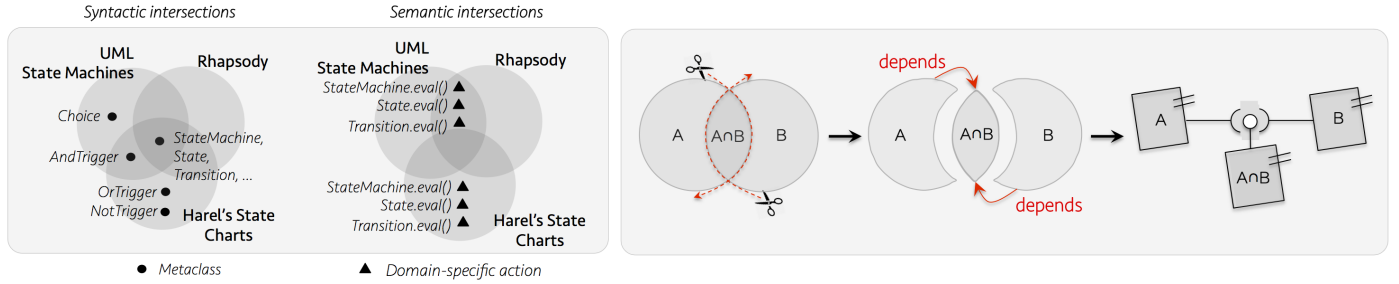 Syntactic intersections
UML
State Machines
Rhapsody
Choice
StateMachine,
State,
Transition, ...
AndTrigger
OrTrigger
NotTrigger
Harel's State
Charts
Metaclass
Semantic intersections
UML
State Machines
Rhapsody
StateMachine.eval()
State.eval()
Transition.eval()
StateMachine.eval()
State.eval()
Transition.eval()
Harel's State
Charts
Domain-specific action
A
A∩B
B
depends
A
A∩B
B
depends
A
B
A∩B